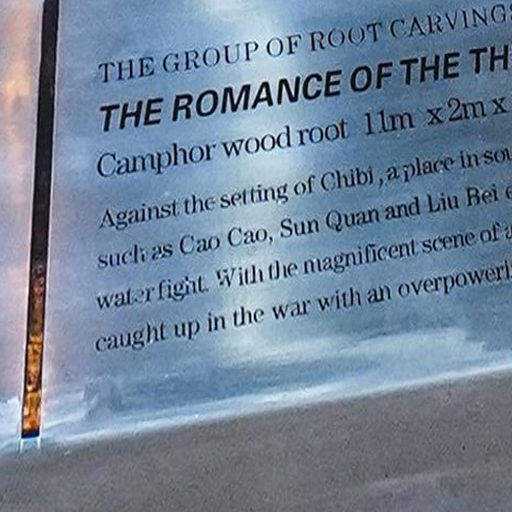 THE GROUP OF ROOT CARVINGS
THE ROMANCE OF THE TH
Camphor wood root 11m x 2m x
Against the setting of Chibi, a place in sou
such as Cao Cao, Sun Quan and Liu Bei e
water fight. With the magnificent scene of a
caught up in the war with an overpoweri